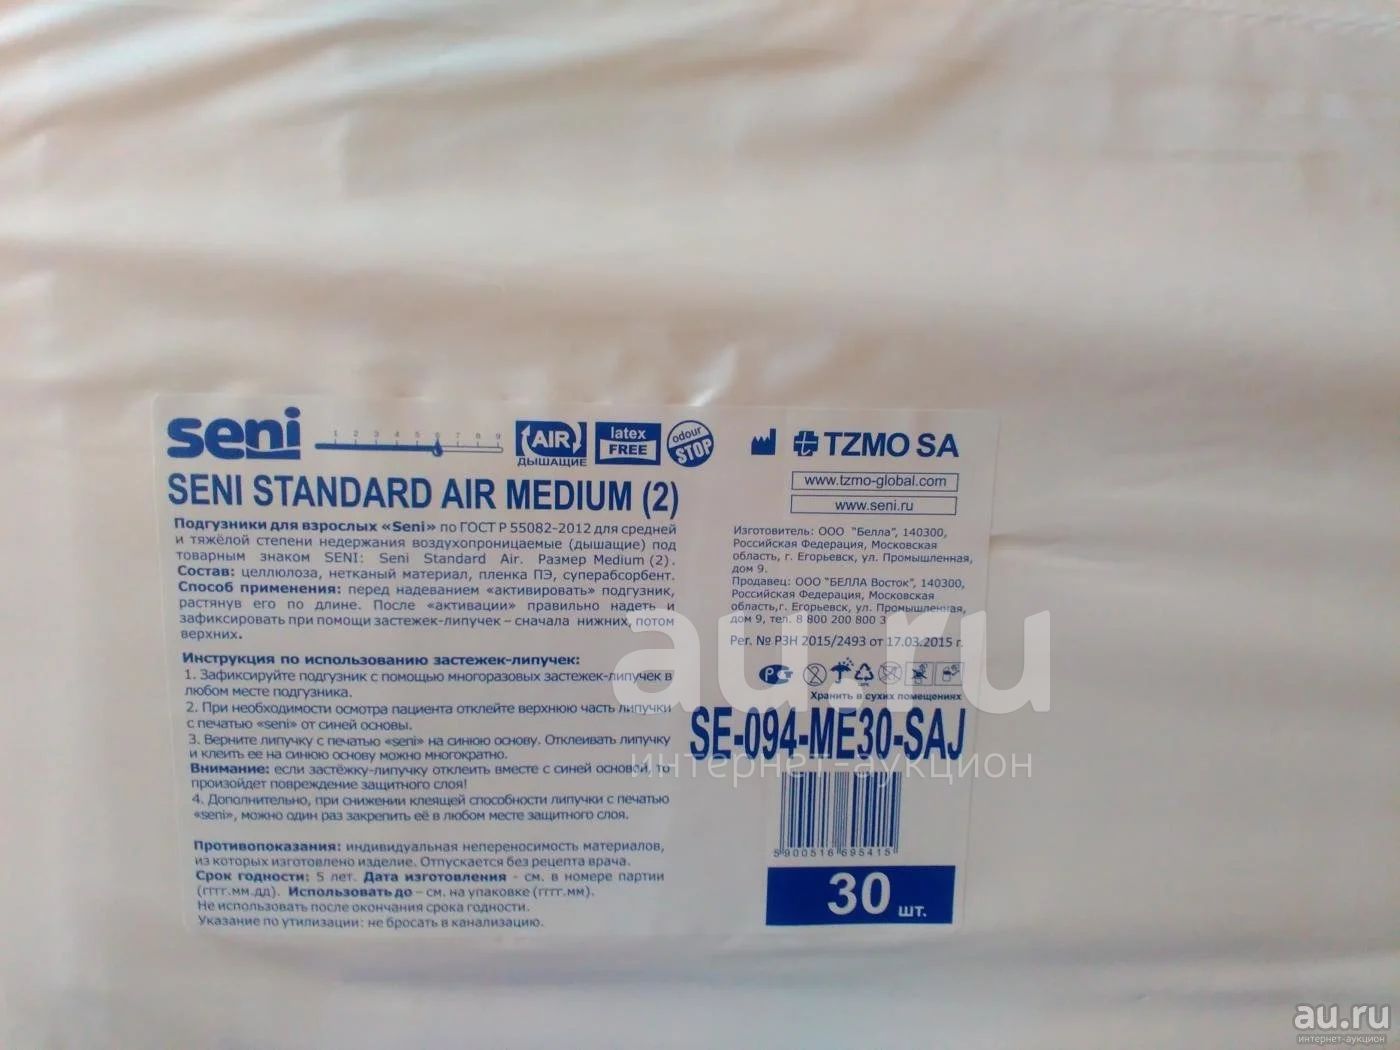 seni
1 2 3 4 5 6 7 8 9
AIR
ДЫШАЩИЕ
latex
FREE
odour
STOP
SENI STANDARD AIR MEDIUM (2)
Подгузники для взрослых «Seni» по ГОСТ Р 55082-2012 для средней
и тяжёлой степени недержания воздухопроницаемые (дышащие) под
товарным знаком SENI: Seni Standard Air. Размер Medium (2).
Состав: целлюлоза, нетканый материал, пленка ПЭ, суперабсорбент.
Способ применения: перед надеванием «активировать» подгузник,
растянув его по длине. После «активации» правильно надеть и
зафиксировать при помощи застежек-липучек – сначала нижних, потом
верхних.
Инструкция по использованию застежек-липучек:
1. Зафиксируйте подгузник с помощью многоразовых застежек-липучек в
любом месте подгузника.
2. При необходимости осмотра пациента отклейте верхнюю часть липучки
с печатью «seni» от синей основы.
3. Верните липучку с печатью «seni» на синюю основу. Отклеивать липучку
и клеить ее на синюю основу можно многократно.
Внимание: если застёжку-липучку отклеить вместе с синей основой, то
произойдет повреждение защитного слоя!
4. Дополнительно, при снижении клеящей способности липучки с печатью
«seni», можно один раз закрепить её в любом месте защитного слоя.
Противопоказания: индивидуальная непереносимость материалов,
из которых изготовлено изделие. Отпускается без рецепта врача.
Срок годности: 5 лет. Дата изготовления - см. в номере партии
(гггг.мм.дд). Использовать до – см. на упаковке (гггг.мм).
Не использовать после окончания срока годности.
Указание по утилизации: не бросать в канализацию.
TZMO SA
www.tzmo-global.com
www.seni.ru
Изготовитель: ООО "Белла", 140300,
Российская Федерация, Московская
область, г. Егорьевск, ул. Промышленная,
дом 9.
Продавец: ООО "БЕЛЛА Восток", 140300,
Российская Федерация, Московская
область,г. Егорьевск, ул. Промышленная,
дом 9, тел. 8 800 200 800 3
Рег. № РЗН 2015/2493 от 17.03.2015 г.
Хранить в сухих помещениях
SE-094-ME30-SAJ
5900516695415
30 шт.
au.ru
интернет-аукцион
au.ru
интернет-аукцион